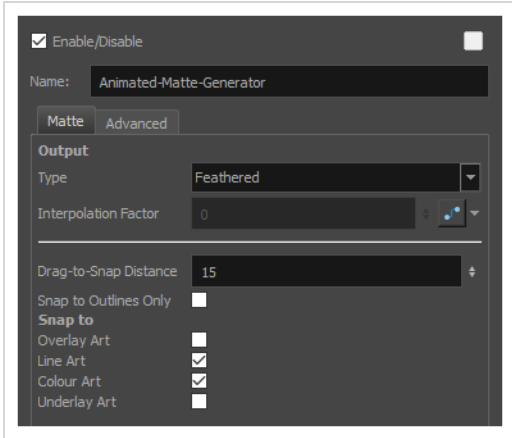 Enable/Disable
Name: Animated-Matte-Generator
Matte Advanced
Output
Type Feathered
Interpolation Factor 0
Drag-to-Snap Distance 15
Snap to Outlines Only
Snap to
Overlay Art
Line Art
Colour Art
Underlay Art